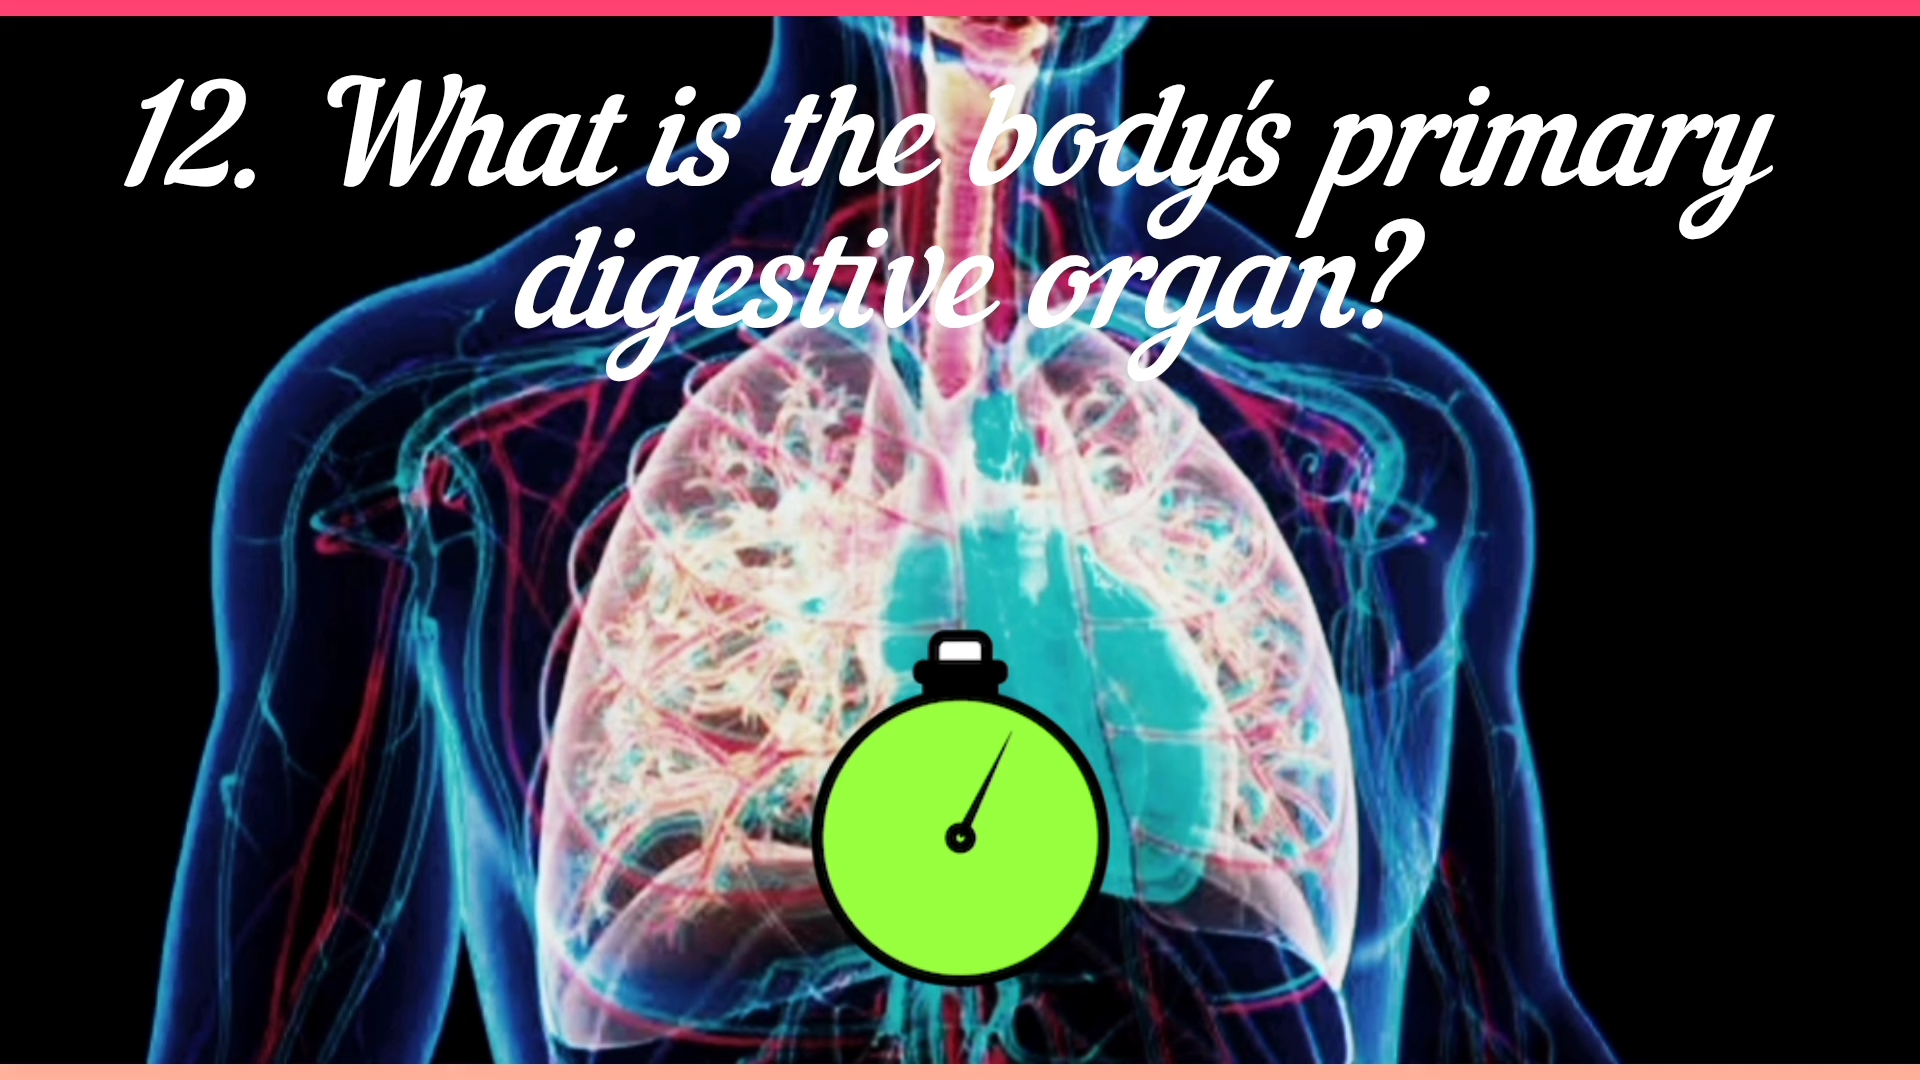 12. What is the body's primary
digestive organ?